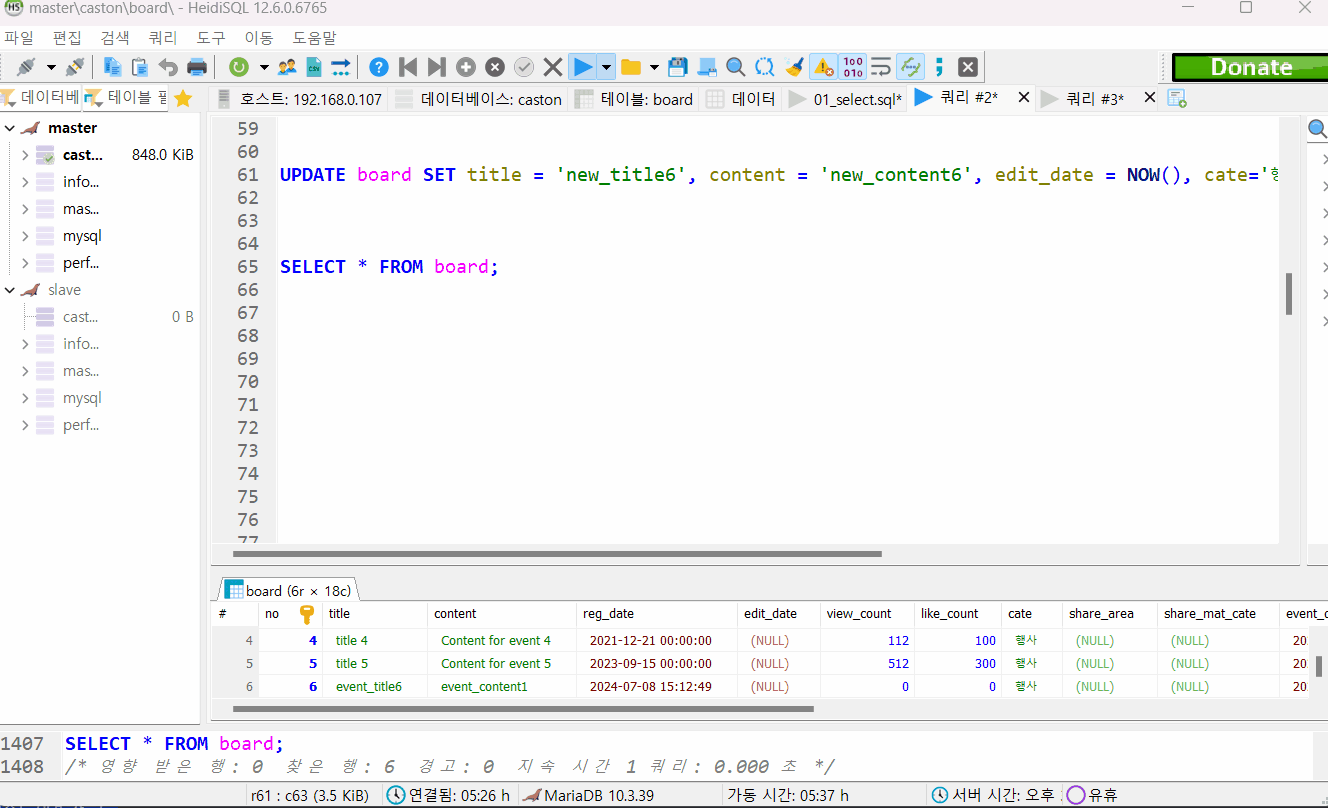 master\caston\board\ - HeidiSQL 12.6.0.6765
파일 편집 검색 쿼리 도구 이동 도움말
Donate
데이터베 테이블 필 호스트: 192.168.0.107 데이터베이스: caston 테이블: board 데이터 01_select.sql* 쿼리 #2* 쿼리 #3*
master
cast... 848.0 KiB
info...
mas...
mysql
perf...
slave
cast... 0 B
info...
mas...
mysql
perf...
59
60
61 UPDATE board SET title = 'new_title6', content = 'new_content6', edit_date = NOW(), cate='행
62
63
64
65 SELECT * FROM board;
66
67
68
69
70
71
72
73
74
75
76
77
board (6r × 18c)
# no title content reg_date edit_date view_count like_count cate share_area share_mat_cate
4 4 title 4 Content for event 4 2021-12-21 00:00:00 (NULL) 112 100 행사 (NULL) (NULL) 20
5 5 title 5 Content for event 5 2023-09-15 00:00:00 (NULL) 512 300 행사 (NULL) (NULL) 20
6 6 event_title6 event_content1 2024-07-08 15:12:49 (NULL) 0 0 행사 (NULL) (NULL) 20
1407 SELECT * FROM board;
1408 /* 영향 받은 행: 0 찾은 행: 6 경고: 0 지속 시간 1 쿼리: 0.000 초 */
r61 : c63 (3.5 KiB) 연결됨: 05:26 h MariaDB 10.3.39 가동 시간: 05:37 h 서버 시간: 오후 유휴